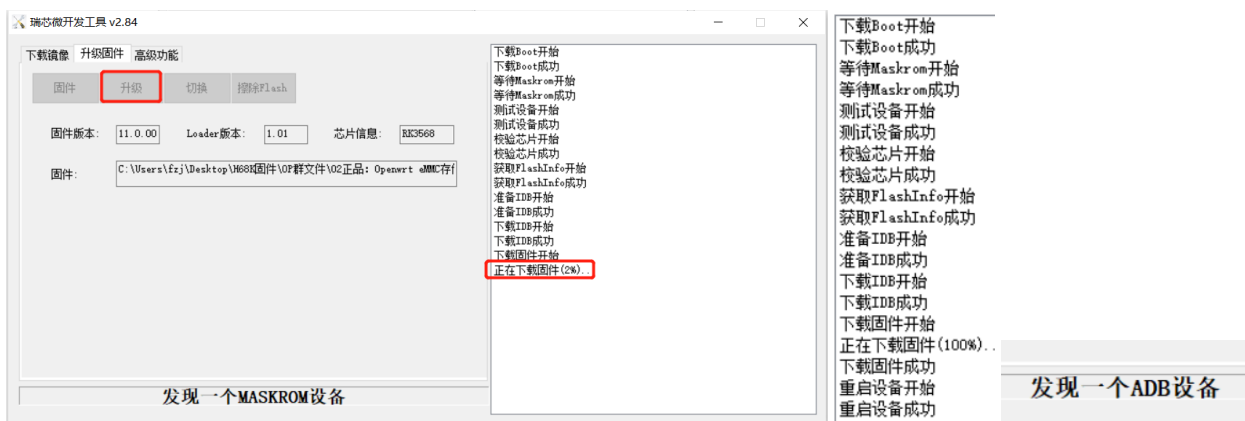 瑞芯微开发工具 v2.84
下载镜像 升级固件 高级功能
固件 升级 切换 擦除Flash
固件版本: 11.0.00 Loader版本: 1.01 芯片信息: RK3568
固件: C:\Users\fzj\Desktop\H68K固件\OP群文件\02正品: Openwrt eMMC存
发现一个MASKROM设备
下载Boot开始
下载Boot成功
等待Maskrom开始
等待Maskrom成功
测试设备开始
测试设备成功
校验芯片开始
校验芯片成功
获取FlashInfo开始
获取FlashInfo成功
准备IDB开始
准备IDB成功
下载IDB开始
下载IDB成功
下载固件开始
正在下载固件(2%)..
下载Boot开始
下载Boot成功
等待Maskrom开始
等待Maskrom成功
测试设备开始
测试设备成功
校验芯片开始
校验芯片成功
获取FlashInfo开始
获取FlashInfo成功
准备IDB开始
准备IDB成功
下载IDB开始
下载IDB成功
下载固件开始
正在下载固件(100%)..
下载固件成功
重启设备开始
重启设备成功
发现一个ADB设备